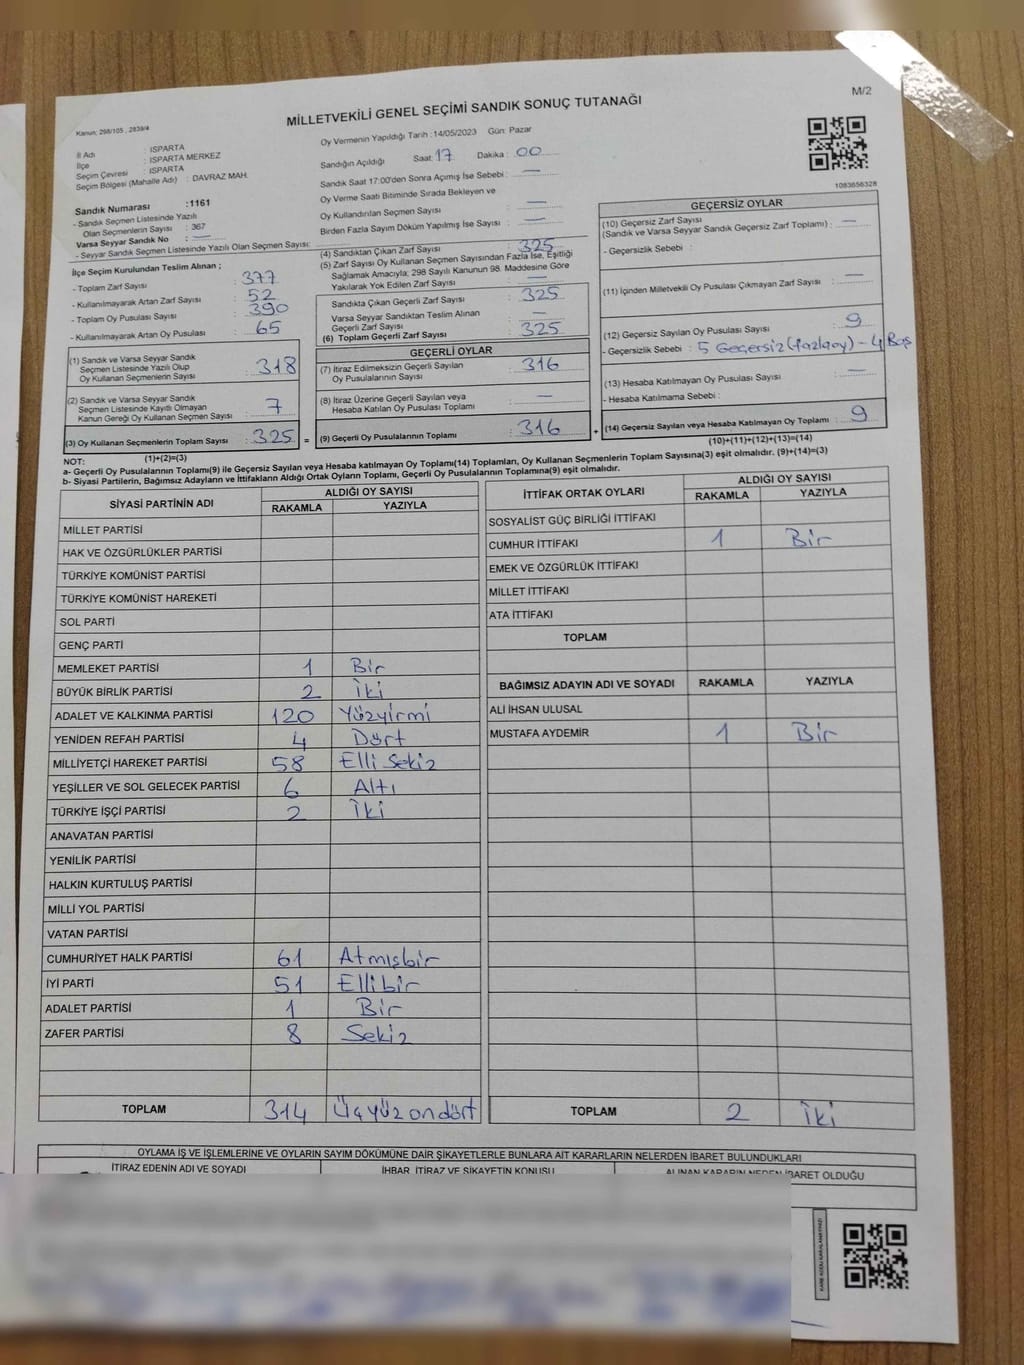 M/2
MİLLETVEKİLİ GENEL SEÇİMİ SANDIK SONUÇ TUTANAĞI
Kanun: 298/105 , 2839/4
İl Adı : ISPARTA
İlçe : ISPARTA MERKEZ
Seçim Çevresi : ISPARTA
Seçim Bölgesi (Mahalle Adı) : DAVRAZ MAH.
Sandık Numarası :1161
- Sandık Seçmen Listesinde Yazılı
Olan Seçmenlerin Sayısı : 367
Varsa Seyyar Sandık No : —
- Seyyar Sandık Seçmen Listesinde Yazılı Olan Seçmen Sayısı:
Oy Vermenin Yapıldığı Tarih :14/05/2023 Gün: Pazar
Sandığın Açıldığı Saat: 17 Dakika : 00
Sandık Saat 17:00'den Sonra Açımış İse Sebebi : —
Oy Verme Saati Bitiminde Sırada Bekleyen ve
Oy Kullandırılan Seçmen Sayısı : —
Birden Fazla Sayım Döküm Yapılmış İse Sayısı : —
1083656328
İlçe Seçim Kurulundan Teslim Alınan ;
- Toplam Zarf Sayısı : 377
- Kullanılmayarak Artan Zarf Sayısı : 52
- Toplam Oy Pusulası Sayısı : 390
- Kullanılmayarak Artan Oy Pusulası : 65
(1) Sandık ve Varsa Seyyar Sandık
Seçmen Listesinde Yazılı Olup
Oy Kullanan Seçmenlerin Sayısı : 318
(2) Sandık ve Varsa Seyyar Sandık
Seçmen Listesinde Kayıtlı Olmayan
Kanun Gereği Oy Kullanan Seçmen Sayısı : 7
(3) Oy Kullanan Seçmenlerin Toplam Sayısı : 325 =
(1)+(2)=(3)
(4) Sandıktan Çıkan Zarf Sayısı : 325
(5) Zarf Sayısı Oy Kullanan Seçmen Sayısından Fazla İse, Eşitliği
Sağlamak Amacıyla; 298 Sayılı Kanunun 98. Maddesine Göre
Yakılarak Yok Edilen Zarf Sayısı : —
Sandıkta Çıkan Geçerli Zarf Sayısı : 325
Varsa Seyyar Sandıktan Teslim Alınan
Geçerli Zarf Sayısı : —
(6) Toplam Geçerli Zarf Sayısı : 325
GEÇERLİ OYLAR
(7) İtiraz Edilmeksizin Geçerli Sayılan
Oy Pusulalarının Sayısı : 316
(8) İtiraz Üzerine Geçerli Sayılan veya
Hesaba Katılan Oy Pusulası Toplamı : —
(9) Geçerli Oy Pusulalarının Toplamı : 316 +
GEÇERSİZ OYLAR
(10) Geçersiz Zarf Sayısı
(Sandık ve Varsa Seyyar Sandık Geçersiz Zarf Toplamı) : —
- Geçersizlik Sebebi :
(11) İçinden Milletvekili Oy Pusulası Çıkmayan Zarf Sayısı : —
(12) Geçersiz Sayılan Oy Pusulası Sayısı : 9
- Geçersizlik Sebebi : 5 Geçersiz (fazla oy) - 4 Boş
(13) Hesaba Katılmayan Oy Pusulası Sayısı : —
- Hesaba Katılmama Sebebi :
(14) Geçersiz Sayılan veya Hesaba Katılmayan Oy Toplamı : 9
(10)+(11)+(12)+(13)=(14)
NOT:
a- Geçerli Oy Pusulalarının Toplamı(9) ile Geçersiz Sayılan veya Hesaba katılmayan Oy Toplamı(14) Toplamları, Oy Kullanan Seçmenlerin Toplam Sayısına(3) eşit olmalıdır. (9)+(14)=(3)
b- Siyasi Partilerin, Bağımsız Adayların ve İttifakların Aldığı Ortak Oyların Toplamı, Geçerli Oy Pusulalarının Toplamına(9) eşit olmalıdır.
SİYASİ PARTİNİN ADI ALDIĞI OY SAYISI
RAKAMLA YAZIYLA
MİLLET PARTİSİ
HAK VE ÖZGÜRLÜKLER PARTİSİ
TÜRKİYE KOMÜNİST PARTİSİ
TÜRKİYE KOMÜNİST HAREKETİ
SOL PARTİ
GENÇ PARTİ
MEMLEKET PARTİSİ 1 Bir
BÜYÜK BİRLİK PARTİSİ 2 İki
ADALET VE KALKINMA PARTİSİ 120 Yüzyirmi
YENİDEN REFAH PARTİSİ 4 Dört
MİLLİYETÇİ HAREKET PARTİSİ 58 Elli Sekiz
YEŞİLLER VE SOL GELECEK PARTİSİ 6 Altı
TÜRKİYE İŞÇİ PARTİSİ 2 İki
ANAVATAN PARTİSİ
YENİLİK PARTİSİ
HALKIN KURTULUŞ PARTİSİ
MİLLİ YOL PARTİSİ
VATAN PARTİSİ
CUMHURİYET HALK PARTİSİ 61 Atmışbir
İYİ PARTİ 51 Ellibir
ADALET PARTİSİ 1 Bir
ZAFER PARTİSİ 8 Sekiz
TOPLAM 314 Üçyüz ondört
İTTİFAK ORTAK OYLARI ALDIĞI OY SAYISI
RAKAMLA YAZIYLA
SOSYALİST GÜÇ BİRLİĞİ İTTİFAKI
CUMHUR İTTİFAKI 1 Bir
EMEK VE ÖZGÜRLÜK İTTİFAKI
MİLLET İTTİFAKI
ATA İTTİFAKI
TOPLAM
BAĞIMSIZ ADAYIN ADI VE SOYADI RAKAMLA YAZIYLA
ALİ İHSAN ULUSAL
MUSTAFA AYDEMİR 1 Bir
TOPLAM 2 İki
OYLAMA İŞ VE İŞLEMLERİNE VE OYLARIN SAYIM DÖKÜMÜNE DAİR ŞİKAYETLERLE BUNLARA AİT KARARLARIN NELERDEN İBARET BULUNDUKLARI
İTİRAZ EDENİN ADI VE SOYADI İHBAR, İTİRAZ VE ŞİKAYETİN KONUSU ALINAN KARARIN NEDEN İBARET OLDUĞU